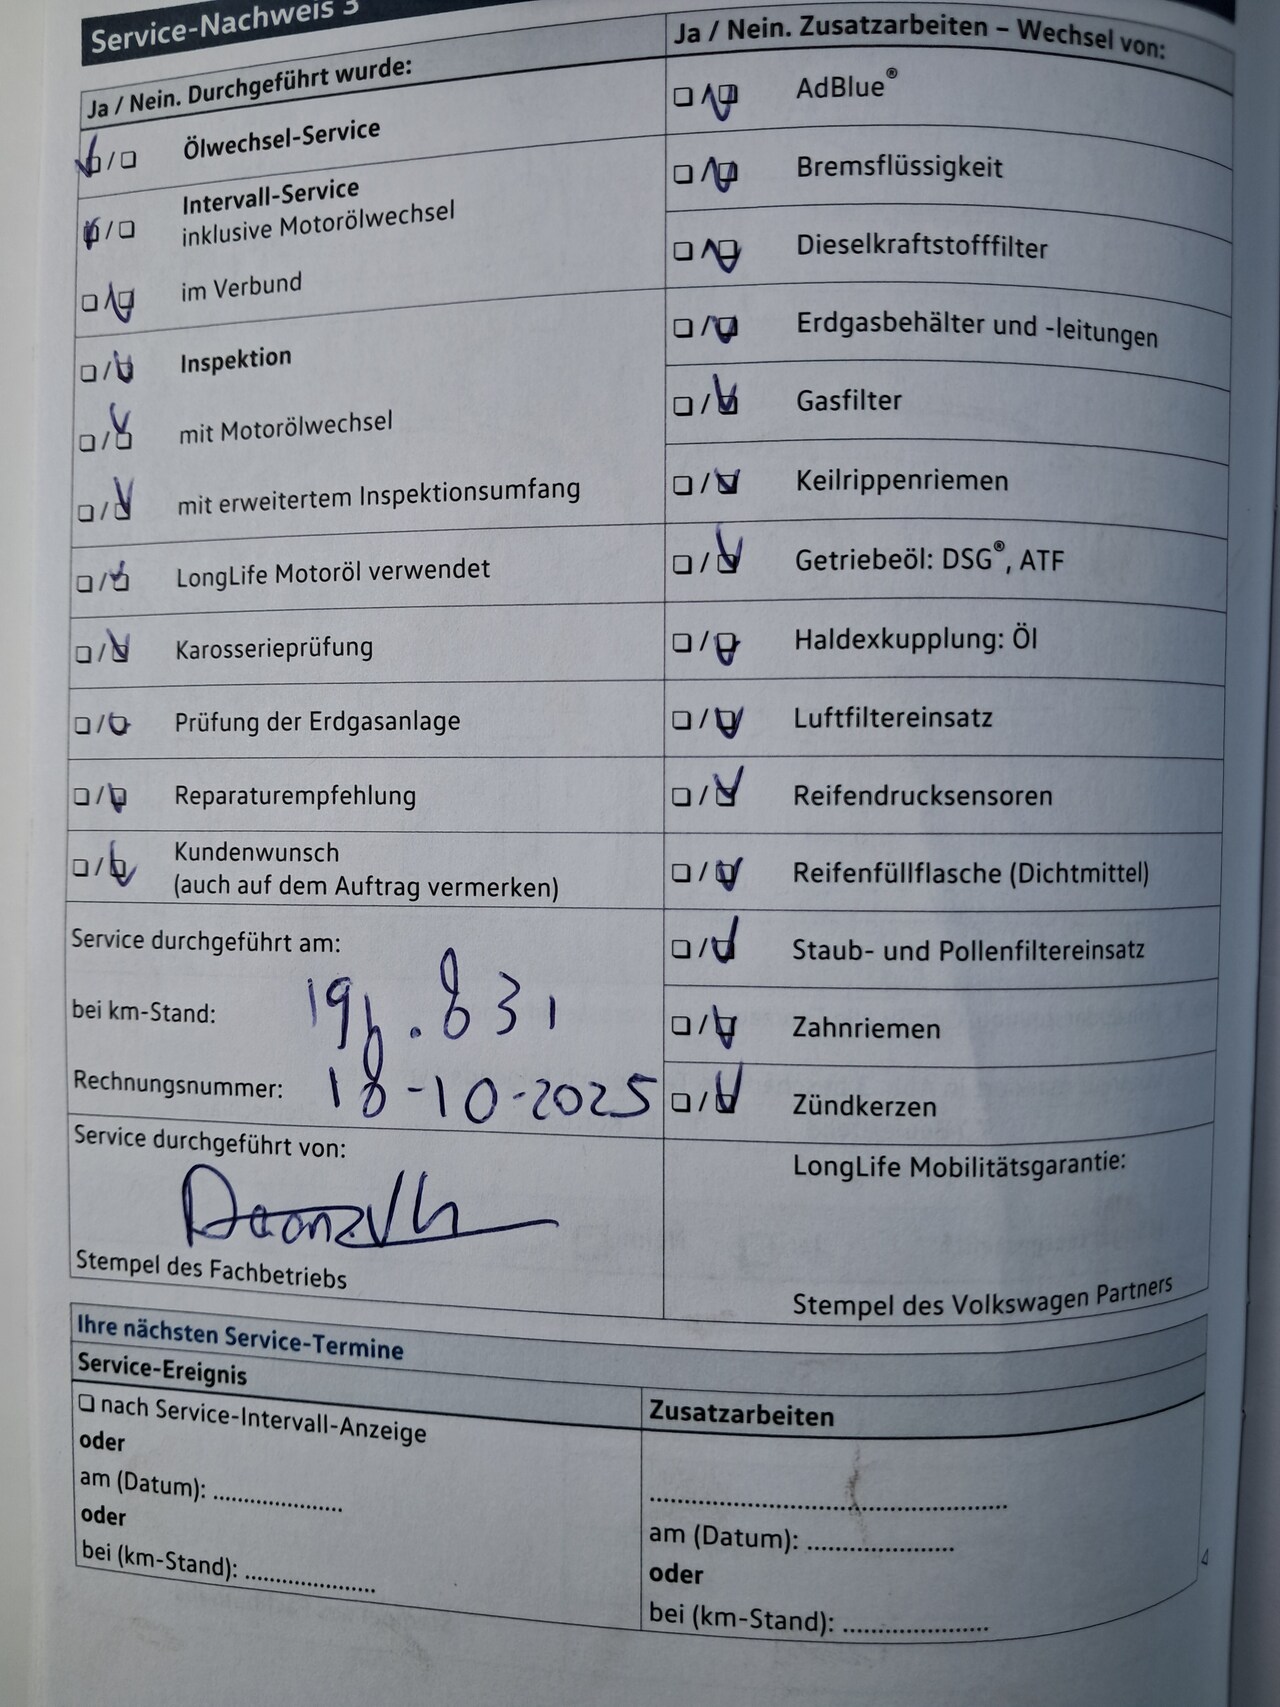 Service-Nachweis 3
Ja / Nein. Durchgeführt wurde:
Ölwechsel-Service
Intervall-Service
inklusive Motorölwechsel
im Verbund
Inspektion
mit Motorölwechsel
mit erweitertem Inspektionsumfang
LongLife Motoröl verwendet
Karosserieprüfung
Prüfung der Erdgasanlage
Reparaturempfehlung
Kundenwunsch
(auch auf dem Auftrag vermerken)
Service durchgeführt am:
bei km-Stand:
Rechnungsnummer: 18-10-2025
Service durchgeführt von:
Stempel des Fachbetriebs
Ja / Nein. Zusatzarbeiten – Wechsel von:
AdBlue®
Bremsflüssigkeit
Dieselkraftstofffilter
Erdgasbehälter und -leitungen
Gasfilter
Keilrippenriemen
Getriebeöl: DSG®, ATF
Haldexkupplung: Öl
Luftfiltereinsatz
Reifendrucksensoren
Reifenfüllflasche (Dichtmittel)
Staub- und Pollenfiltereinsatz
Zahnriemen
Zündkerzen
LongLife Mobilitätsgarantie:
Stempel des Volkswagen Partners
Ihre nächsten Service-Termine
Service-Ereignis
nach Service-Intervall-Anzeige
oder
am (Datum): .....................
oder
bei (km-Stand): .....................
Zusatzarbeiten
am (Datum): .....................
oder
bei (km-Stand): .....................